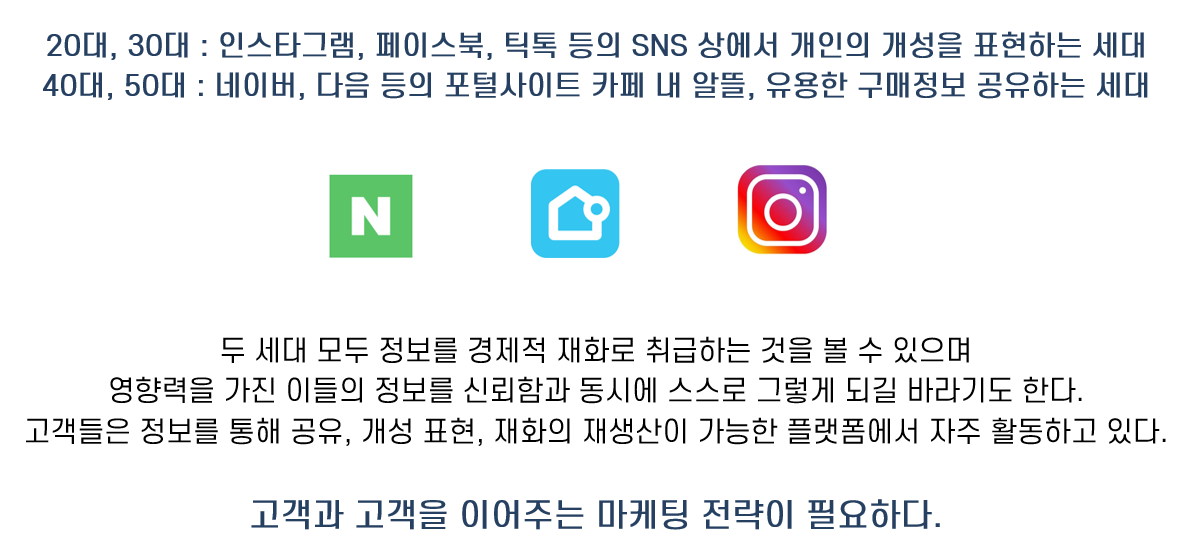 20대, 30대 : 인스타그램, 페이스북, 틱톡 등의 SNS 상에서 개인의 개성을 표현하는 세대
40대, 50대 : 네이버, 다음 등의 포털사이트 카페 내 알뜰, 유용한 구매정보 공유하는 세대
N
두 세대 모두 정보를 경제적 재화로 취급하는 것을 볼 수 있으며
영향력을 가진 이들의 정보를 신뢰함과 동시에 스스로 그렇게 되길 바라기도 한다.
고객들은 정보를 통해 공유, 개성 표현, 재화의 재생산이 가능한 플랫폼에서 자주 활동하고 있다.
고객과 고객을 이어주는 마케팅 전략이 필요하다.